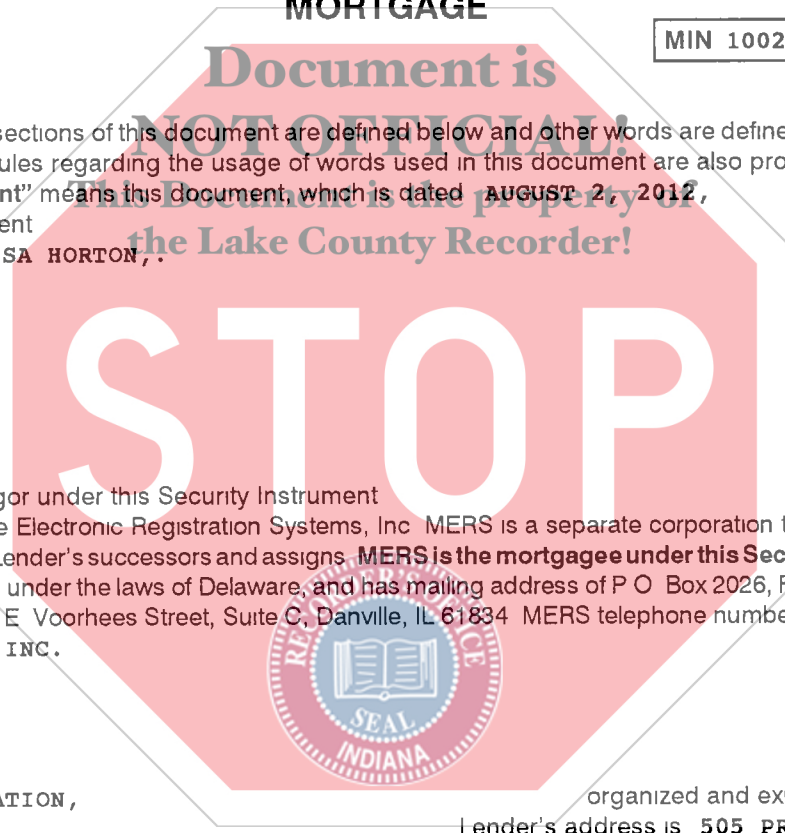 MORTGAGE
MIN 1002
Document is
NOT OFFICIAL!
This Document is the property of
the Lake County Recorder!
sections of this document are defined below and other words are define
ules regarding the usage of words used in this document are also pro
nt" means this document, which is dated AUGUST 2, 2012,
ent
SA HORTON,.
STOP
gor under this Security Instrument
e Electronic Registration Systems, Inc MERS is a separate corporation t
Lender's successors and assigns MERS is the mortgagee under this Sec
under the laws of Delaware, and has mailing address of P O Box 2026, F
E Voorhees Street, Suite C, Danville, IL 61834 MERS telephone numbe
INC.
RECORDER'S OFFICE
SEAL
INDIANA
ATION,
organized and ex
Lender's address is 505 PR